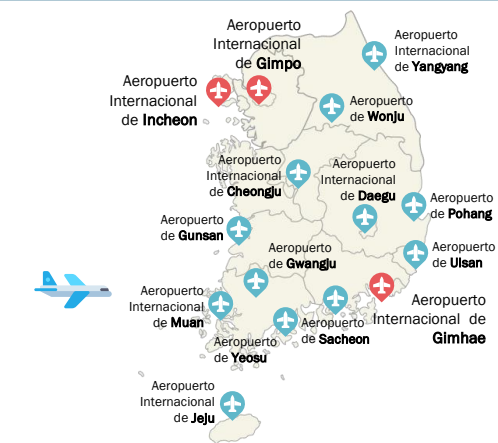 Aeropuerto
Internacional
de Gimpo
Aeropuerto
Internacional
de Yangyang
Aeropuerto
Internacional
de Incheon
Aeropuerto
de Wonju
Aeropuerto
Internacional
de Cheongju
Aeropuerto
Internacional
de Daegu
Aeropuerto
de Pohang
Aeropuerto
de Gunsan
Aeropuerto
de Gwangju
Aeropuerto
de Ulsan
Aeropuerto
Internacional
de Muan
Aeropuerto
Internacional de
Gimhae
Aeropuerto
de Sacheon
Aeropuerto
de Yeosu
Aeropuerto
Internacional
de Jeju